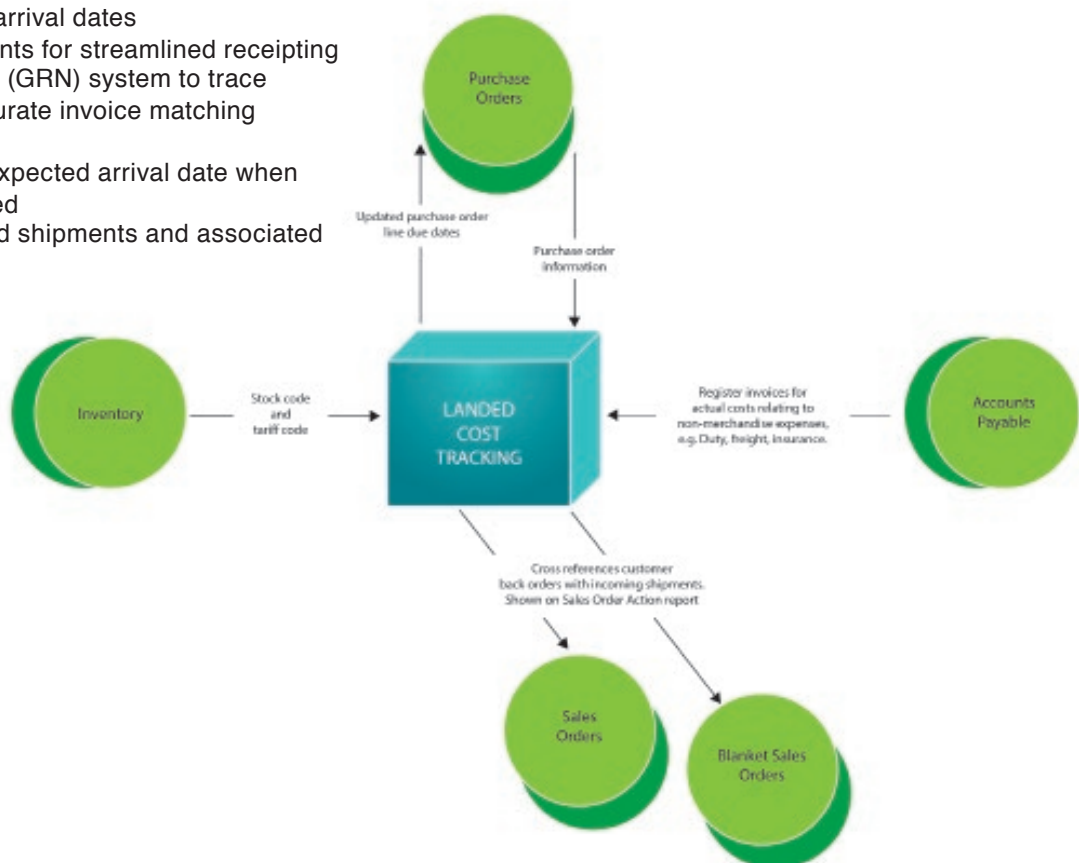 arrival dates
nts for streamlined receipting
(GRN) system to trace
urate invoice matching
xpected arrival date when
ed
d shipments and associated
Purchase
Orders
Updated purchase order
line due dates
Purchase order
information
Inventory
Stock code
and
tariff code
LANDED
COST
TRACKING
Register invoices for
actual costs relating to
non-merchandise expenses,
e.g. Duty, freight, insurance.
Accounts
Payable
Cross references customer
back orders with incoming shipments.
Shown on Sales Order Action report
Sales
Orders
Blanket Sales
Orders